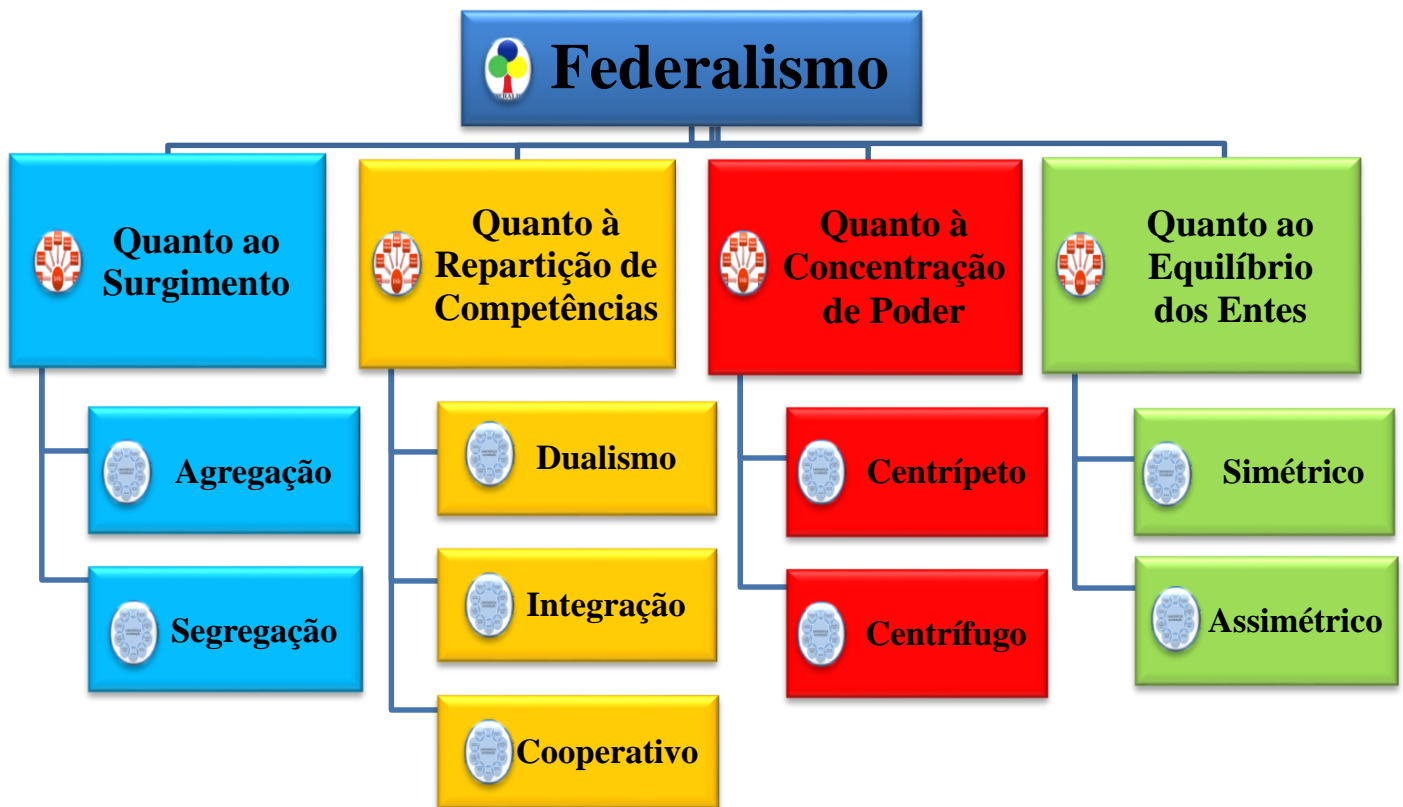 Federalismo
Quanto ao
Surgimento
Agregação
Segregação
Quanto à
Repartição de
Competências
Dualismo
Integração
Cooperativo
Quanto à
Concentração
de Poder
Centrípeto
Centrífugo
Quanto ao
Equilíbrio
dos Entes
Simétrico
Assimétrico